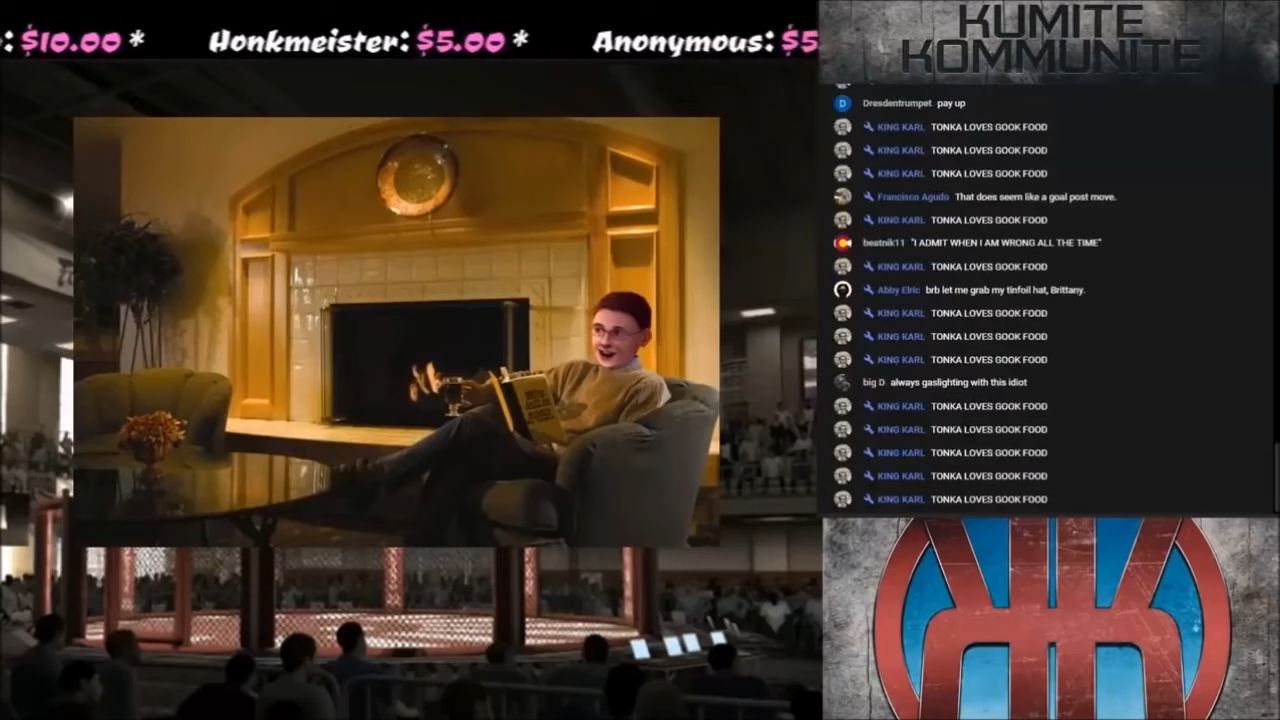 : $10.00 * Honkmeister: $5.00 * Anonymous: $5
KUMITE
KOMMUNITE
D Dresdentrumpet pay up
KING KARL TONKA LOVES GOOK FOOD
KING KARL TONKA LOVES GOOK FOOD
KING KARL TONKA LOVES GOOK FOOD
Francisco Agudo That does seem like a goal post move.
KING KARL TONKA LOVES GOOK FOOD
beatnik11 "I ADMIT WHEN I AM WRONG ALL THE TIME"
KING KARL TONKA LOVES GOOK FOOD
Abby Elric brb let me grab my tinfoil hat, Brittany.
KING KARL TONKA LOVES GOOK FOOD
KING KARL TONKA LOVES GOOK FOOD
KING KARL TONKA LOVES GOOK FOOD
big D always gaslighting with this idiot
KING KARL TONKA LOVES GOOK FOOD
KING KARL TONKA LOVES GOOK FOOD
KING KARL TONKA LOVES GOOK FOOD
KING KARL TONKA LOVES GOOK FOOD
KING KARL TONKA LOVES GOOK FOOD